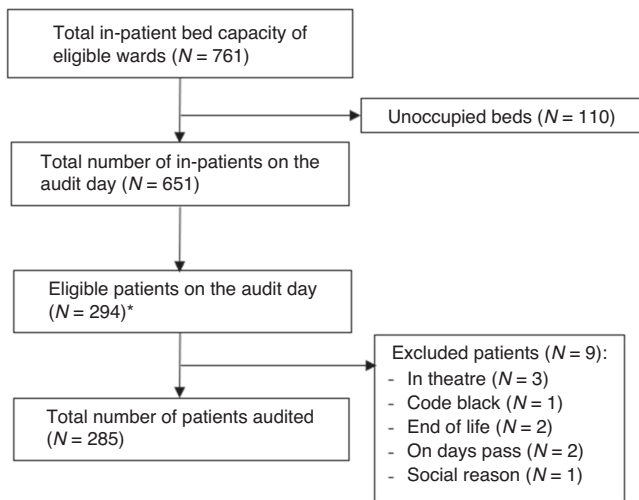 Total in-patient bed capacity of
eligible wards (N = 761)
Unoccupied beds (N = 110)
Total number of in-patients on the
audit day (N = 651)
Eligible patients on the audit day
(N = 294)*
Excluded patients (N = 9):
- In theatre (N = 3)
- Code black (N = 1)
- End of life (N = 2)
- On days pass (N = 2)
- Social reason (N = 1)
Total number of patients audited
(N = 285)